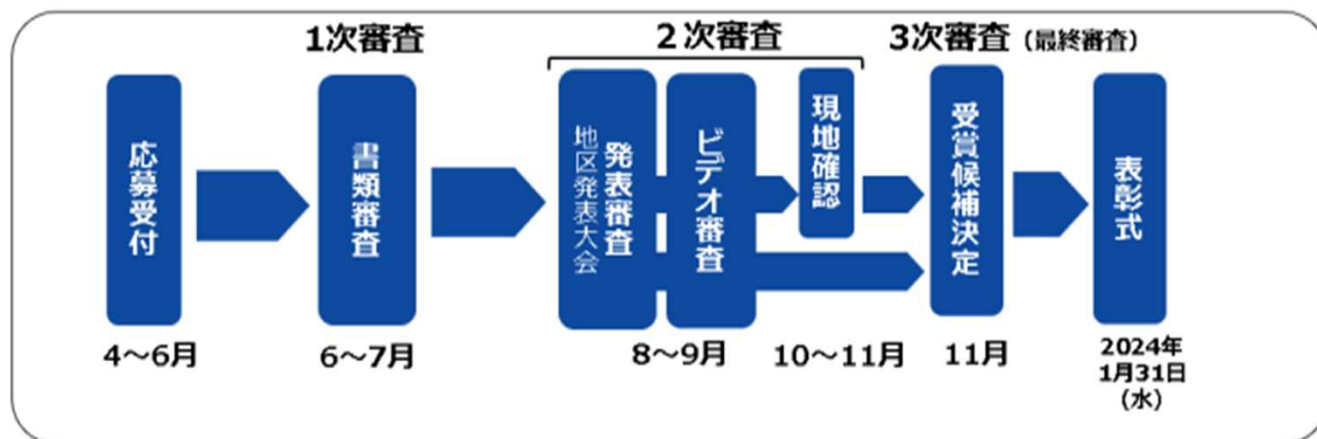 1次審査
2次審査
3次審査（最終審査）
応募受付
書類審査
発表審査
地区発表大会
ビデオ審査
現地確認
受賞候補決定
表彰式
4～6月
6～7月
8～9月
10～11月
11月
2024年
1月31日
（水）